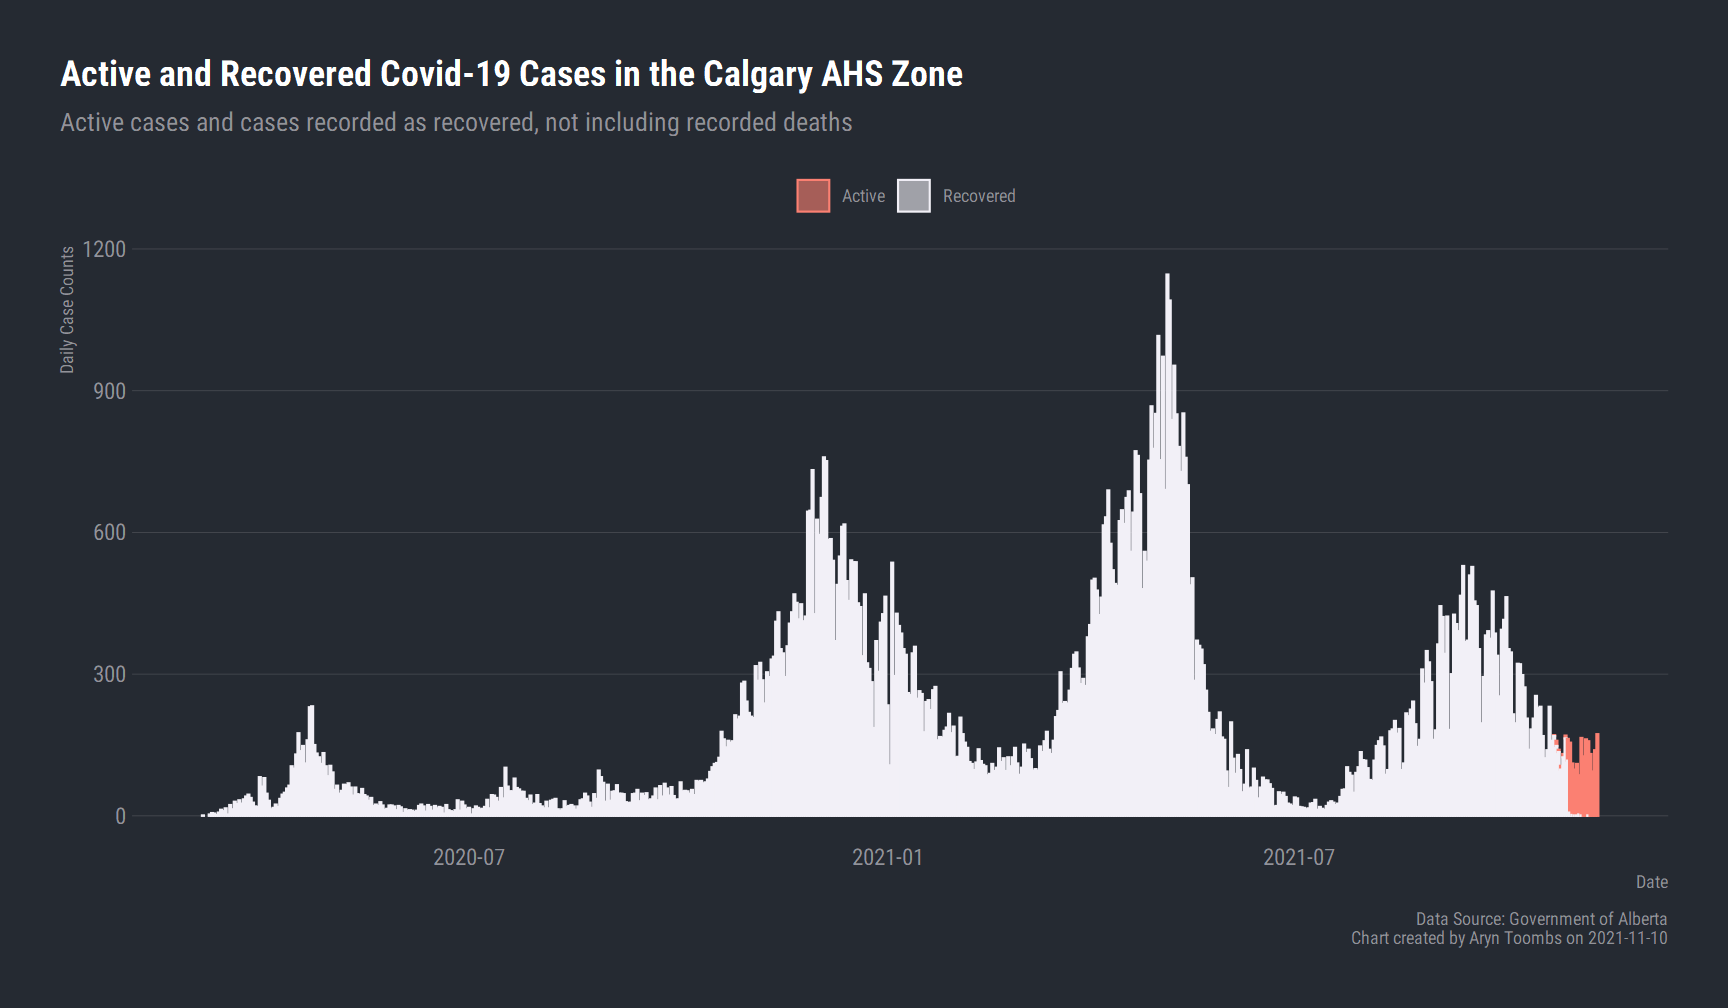 Active and Recovered Covid-19 Cases in the Calgary AHS Zone
Active cases and cases recorded as recovered, not including recorded deaths
Active
Recovered
Daily Case Counts
1200
900
600
300
0
2020-07
2021-01
2021-07
Date
Data Source: Government of Alberta
Chart created by Aryn Toombs on 2021-11-10